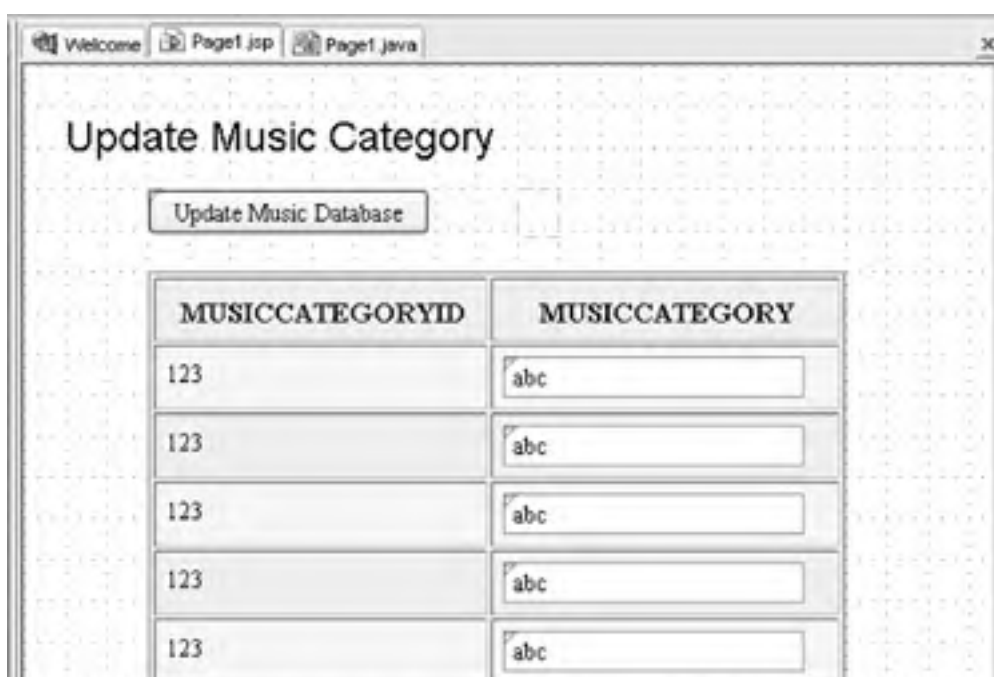 Welcome Page1.jsp Page1.java
Update Music Category
Update Music Database
MUSICCATEGORYID MUSICCATEGORY
123 abc
123 abc
123 abc
123 abc
123 abc